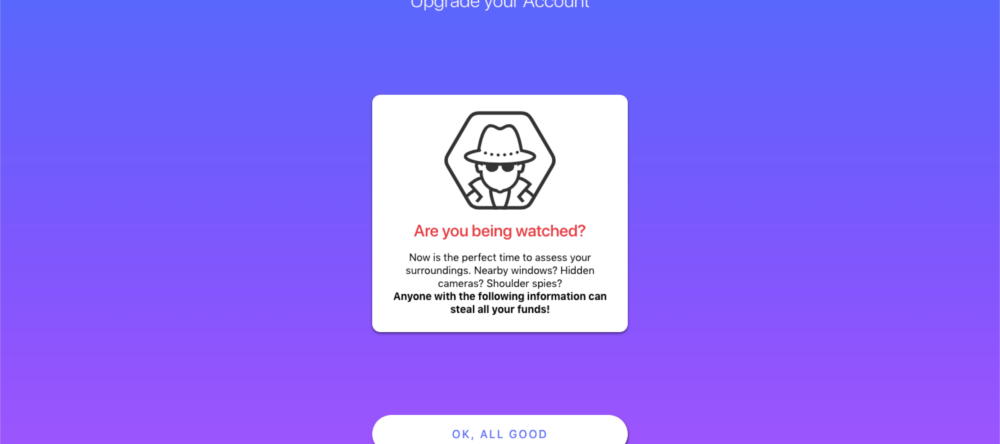 Upgrade your Account
Are you being watched?
Now is the perfect time to assess your
surroundings. Nearby windows? Hidden
cameras? Shoulder spies?
Anyone with the following information can
steal all your funds!
OK, ALL GOOD